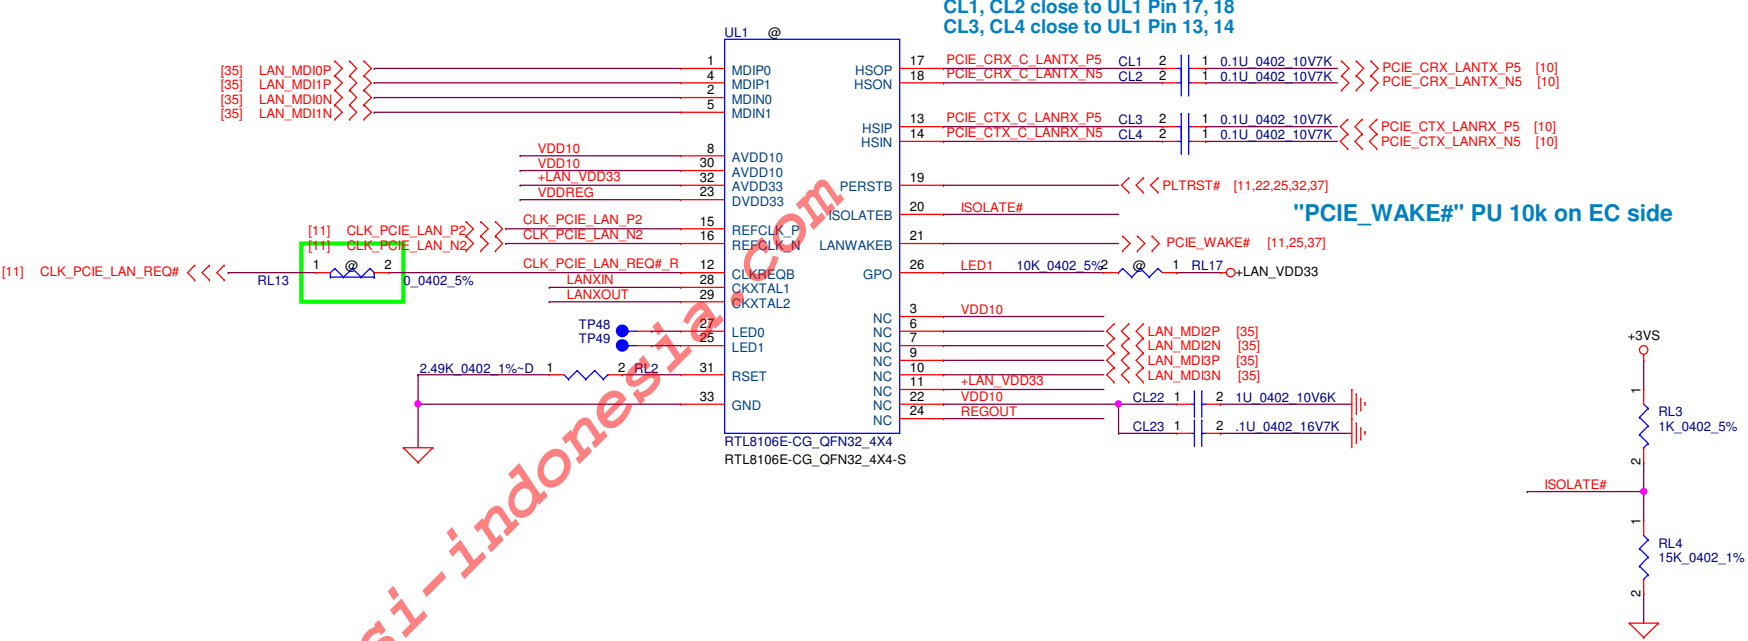 CL1, CL2 close to UL1 Pin 17, 18
CL3, CL4 close to UL1 Pin 13, 14
UL1 @
[35] LAN_MDI0P 1 MDIP0
[35] LAN_MDI1P 4 MDIP1
[35] LAN_MDI0N 2 MDIN0
[35] LAN_MDI1N 5 MDIN1
VDD10 8 AVDD10
VDD10 30 AVDD10
+LAN_VDD33 32 AVDD33
VDDREG 23 DVDD33
[11] CLK_PCIE_LAN_P2 CLK_PCIE_LAN_P2 15 REFCLK_P
[11] CLK_PCIE_LAN_N2 CLK_PCIE_LAN_N2 16 REFCLK_N
[11] CLK_PCIE_LAN_REQ# RL13 1 @ 2 0_0402_5% CLK_PCIE_LAN_REQ#_R 12 CLKREQB
LANXIN 28 CKXTAL1
LANXOUT 29 CKXTAL2
TP48 27 LED0
TP49 25 LED1
2.49K_0402_1%~D 1 2 RL2 31 RSET
33 GND
HSOP 17 PCIE_CRX_C_LANTX_P5 CL1 2 1 0.1U_0402_10V7K PCIE_CRX_LANTX_P5 [10]
HSON 18 PCIE_CRX_C_LANTX_N5 CL2 2 1 0.1U_0402_10V7K PCIE_CRX_LANTX_N5 [10]
HSIP 13 PCIE_CTX_C_LANRX_P5 CL3 2 1 0.1U_0402_10V7K PCIE_CTX_LANRX_P5 [10]
HSIN 14 PCIE_CTX_C_LANRX_N5 CL4 2 1 0.1U_0402_10V7K PCIE_CTX_LANRX_N5 [10]
PERSTB 19 PLTRST# [11,22,25,32,37]
ISOLATEB 20 ISOLATE#
"PCIE_WAKE#" PU 10k on EC side
LANWAKEB 21 PCIE_WAKE# [11,25,37]
GPO 26 LED1 10K_0402_5% 2 @ 1 RL17 +LAN_VDD33
NC 3 VDD10
NC 6 LAN_MDI2P [35]
NC 7 LAN_MDI2N [35]
NC 9 LAN_MDI3P [35]
NC 10 LAN_MDI3N [35]
NC 11 +LAN_VDD33
NC 22 VDD10 CL22 1 2 1U_0402_10V6K
NC 24 REGOUT
CL23 1 2 .1U_0402_16V7K
RTL8106E-CG_QFN32_4X4
RTL8106E-CG_QFN32_4X4-S
+3VS
1
RL3
1K_0402_5%
2
ISOLATE#
1
RL4
15K_0402_1%
2
si-indonesia.com